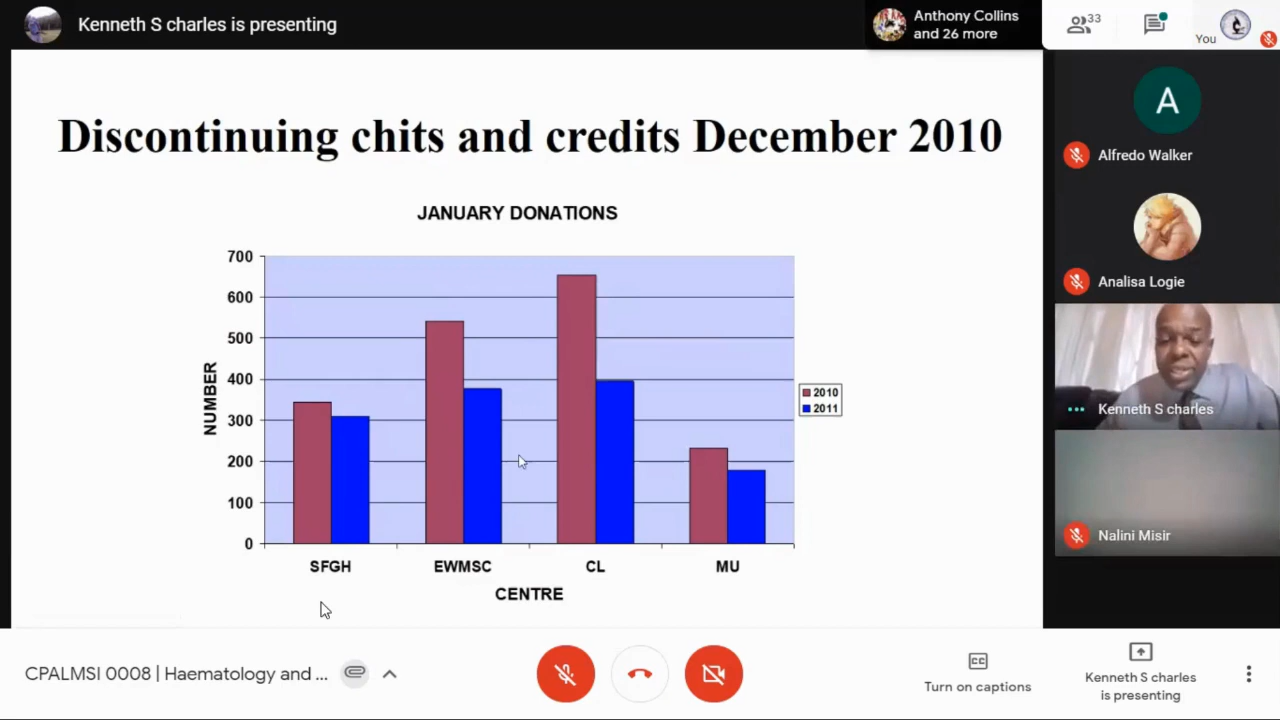 Kenneth S charles is presenting
Anthony Collins
and 26 more
33
You
Discontinuing chits and credits December 2010
JANUARY DONATIONS
700
600
500
400
300
200
100
0
NUMBER
SFGH
EWMSC
CL
MU
CENTRE
2010
2011
A
Alfredo Walker
Analisa Logie
Kenneth S charles
Nalini Misir
CPALMSI 0008 | Haematology and ...
Turn on captions
Kenneth S charles
is presenting